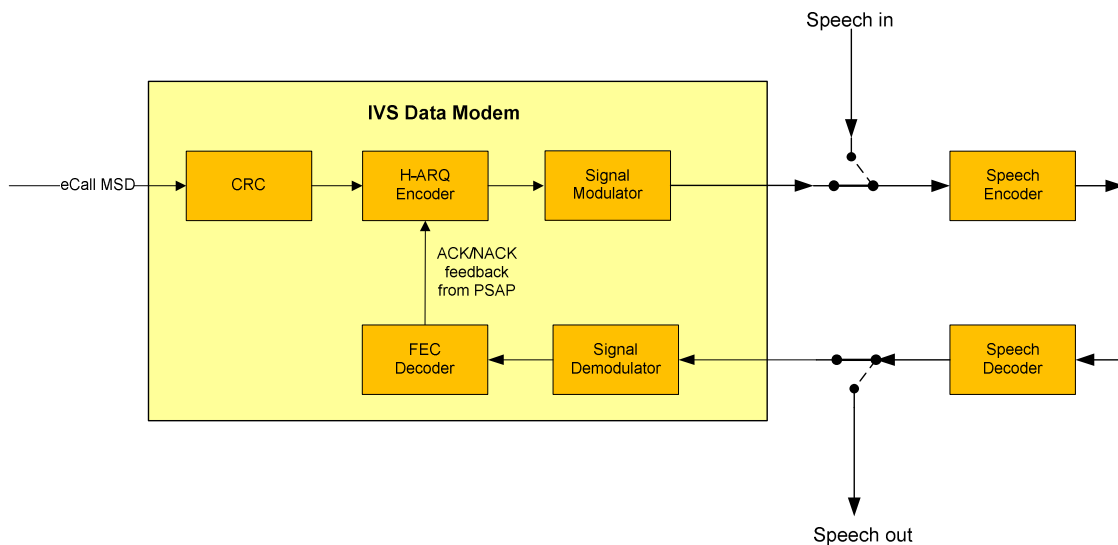 Speech in
IVS Data Modem
eCall MSD
CRC
H-ARQ
Encoder
Signal
Modulator
Speech
Encoder
ACK/NACK
feedback
from PSAP
FEC
Decoder
Signal
Demodulator
Speech
Decoder
Speech out